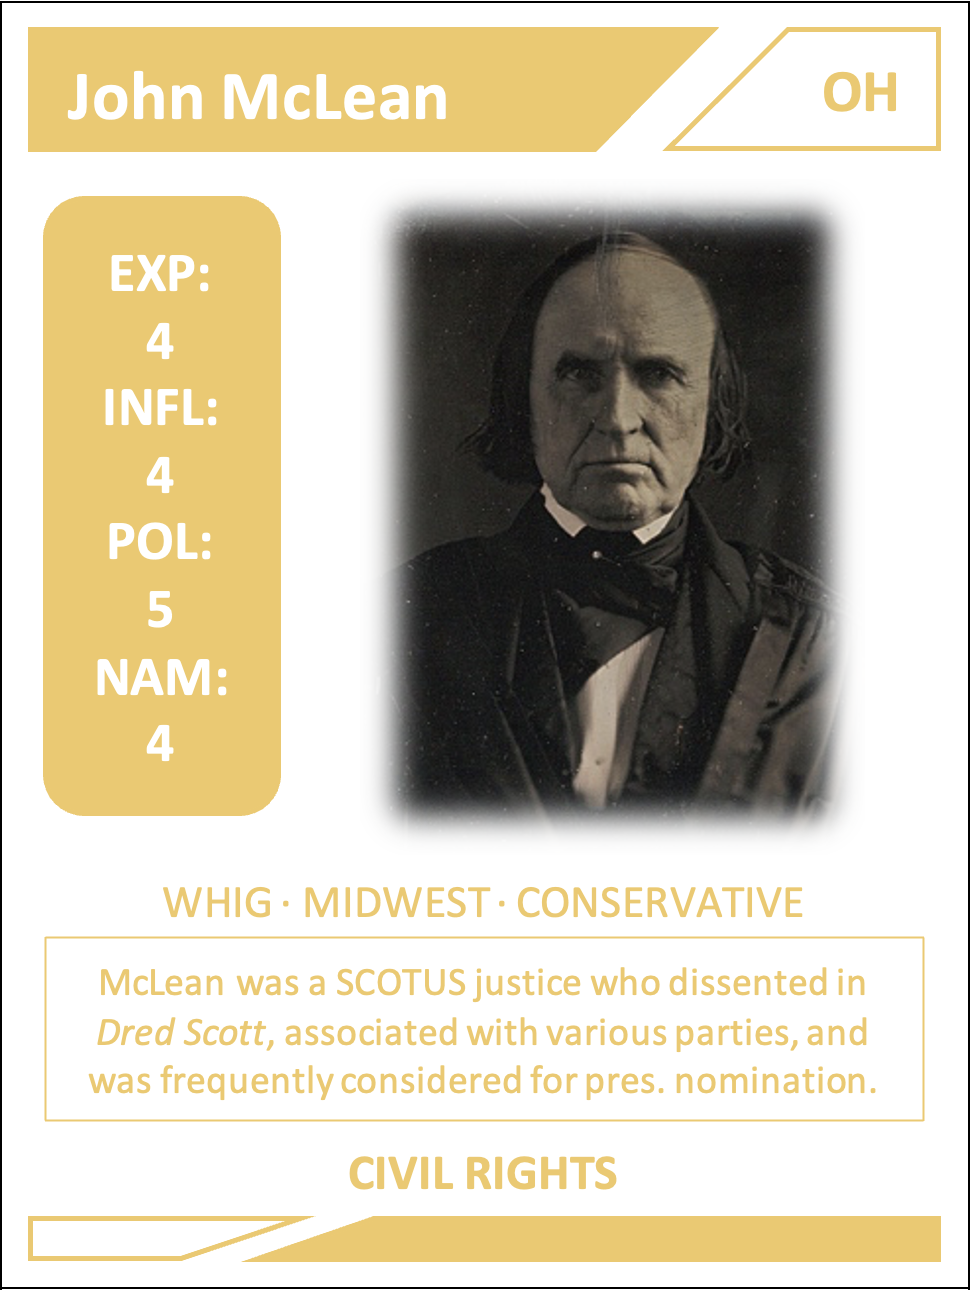 John McLean
OH
EXP:
4
INFL:
4
POL:
5
NAM:
4
WHIG · MIDWEST · CONSERVATIVE
McLean was a SCOTUS justice who dissented in
Dred Scott, associated with various parties, and
was frequently considered for pres. nomination.
CIVIL RIGHTS